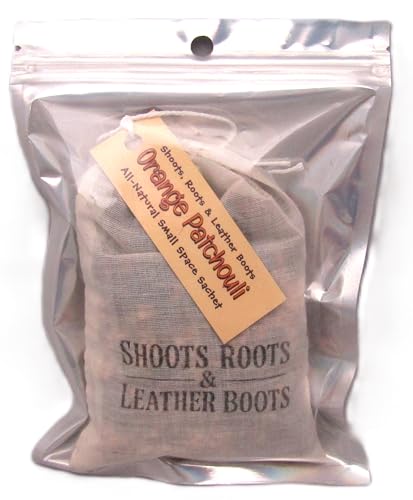 Shoots, Roots & Leather Boots
Orange Patchouli
All-Natural Small Space Sachet
SHOOTS ROOTS
&
LEATHER BOOTS